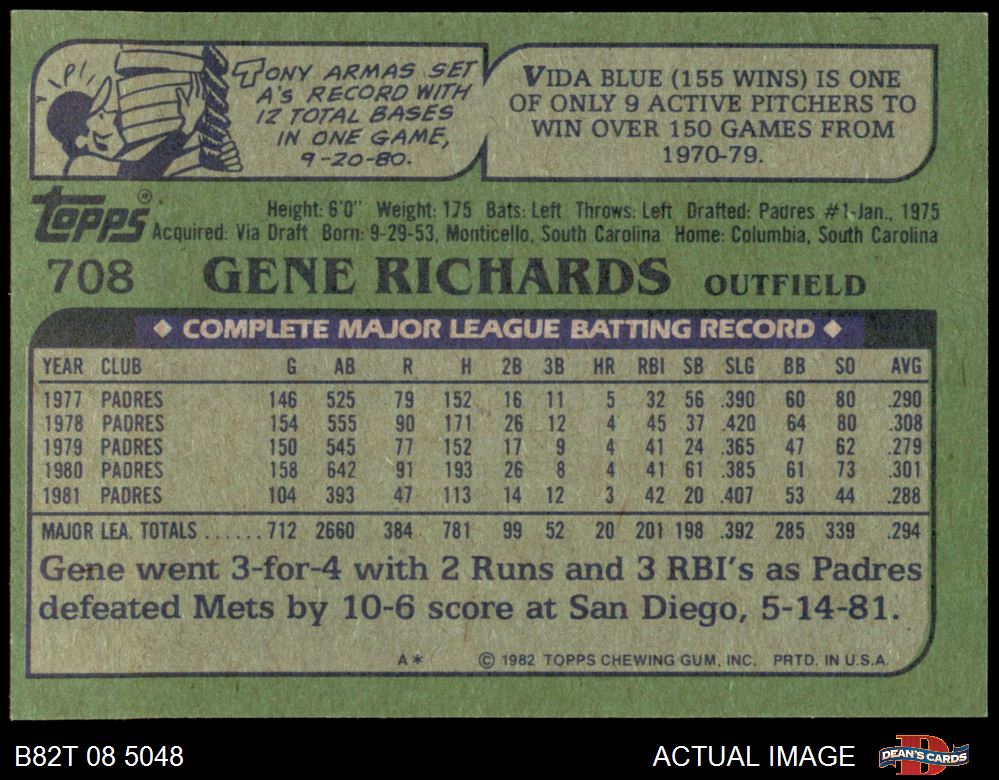 TONY ARMAS SET
A's RECORD WITH
12 TOTAL BASES
IN ONE GAME,
9-20-80.
VIDA BLUE (155 WINS) IS ONE
OF ONLY 9 ACTIVE PITCHERS TO
WIN OVER 150 GAMES FROM
1970-79.
Topps®
Height: 6'0" Weight: 175 Bats: Left Throws: Left Drafted: Padres #1-Jan., 1975
Acquired: Via Draft Born: 9-29-53, Monticello, South Carolina Home: Columbia, South Carolina
708 GENE RICHARDS OUTFIELD
◆ COMPLETE MAJOR LEAGUE BATTING RECORD ◆
YEAR CLUB G AB R H 2B 3B HR RBI SB SLG BB SO AVG
1977 PADRES 146 525 79 152 16 11 5 32 56 .390 60 80 .290
1978 PADRES 154 555 90 171 26 12 4 45 37 .420 64 80 .308
1979 PADRES 150 545 77 152 17 9 4 41 24 .365 47 62 .279
1980 PADRES 158 642 91 193 26 8 4 41 61 .385 61 73 .301
1981 PADRES 104 393 47 113 14 12 3 42 20 .407 53 44 .288
MAJOR LEA. TOTALS ...... 712 2660 384 781 99 52 20 201 198 .392 285 339 .294
Gene went 3-for-4 with 2 Runs and 3 RBI's as Padres
defeated Mets by 10-6 score at San Diego, 5-14-81.
A* © 1982 TOPPS CHEWING GUM, INC. PRTD. IN U.S.A.
B82T 08 5048 ACTUAL IMAGE DEAN'S CARDS